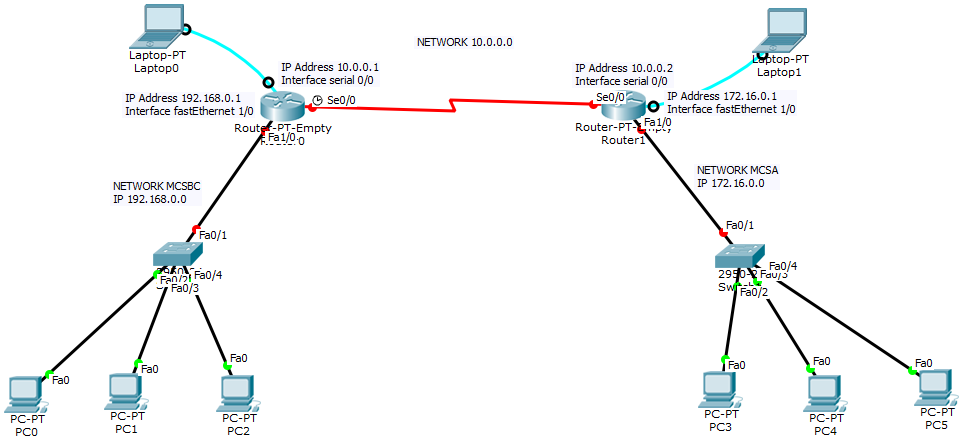 NETWORK 10.0.0.0
Laptop-PT
Laptop0
Laptop-PT
Laptop1
IP Address 10.0.0.1
Interface serial 0/0
IP Address 10.0.0.2
Interface serial 0/0
IP Address 192.168.0.1
Interface fastEthernet 1/0
Se0/0
Se0/0
IP Address 172.16.0.1
Interface fastEthernet 1/0
Router-PT-Empty
Fa1/0
Fa1/0
Router-PT-Empty
Router1
NETWORK MCSBC
IP 192.168.0.0
NETWORK MCSA
IP 172.16.0.0
Fa0/1
Fa0/1
Fa0/2
Fa0/4
Fa0/3
Fa0/4
Fa0/3
Fa0/2
Fa0
Fa0
Fa0
Fa0
Fa0
Fa0
PC-PT
PC0
PC-PT
PC1
PC-PT
PC2
PC-PT
PC3
PC-PT
PC4
PC-PT
PC5